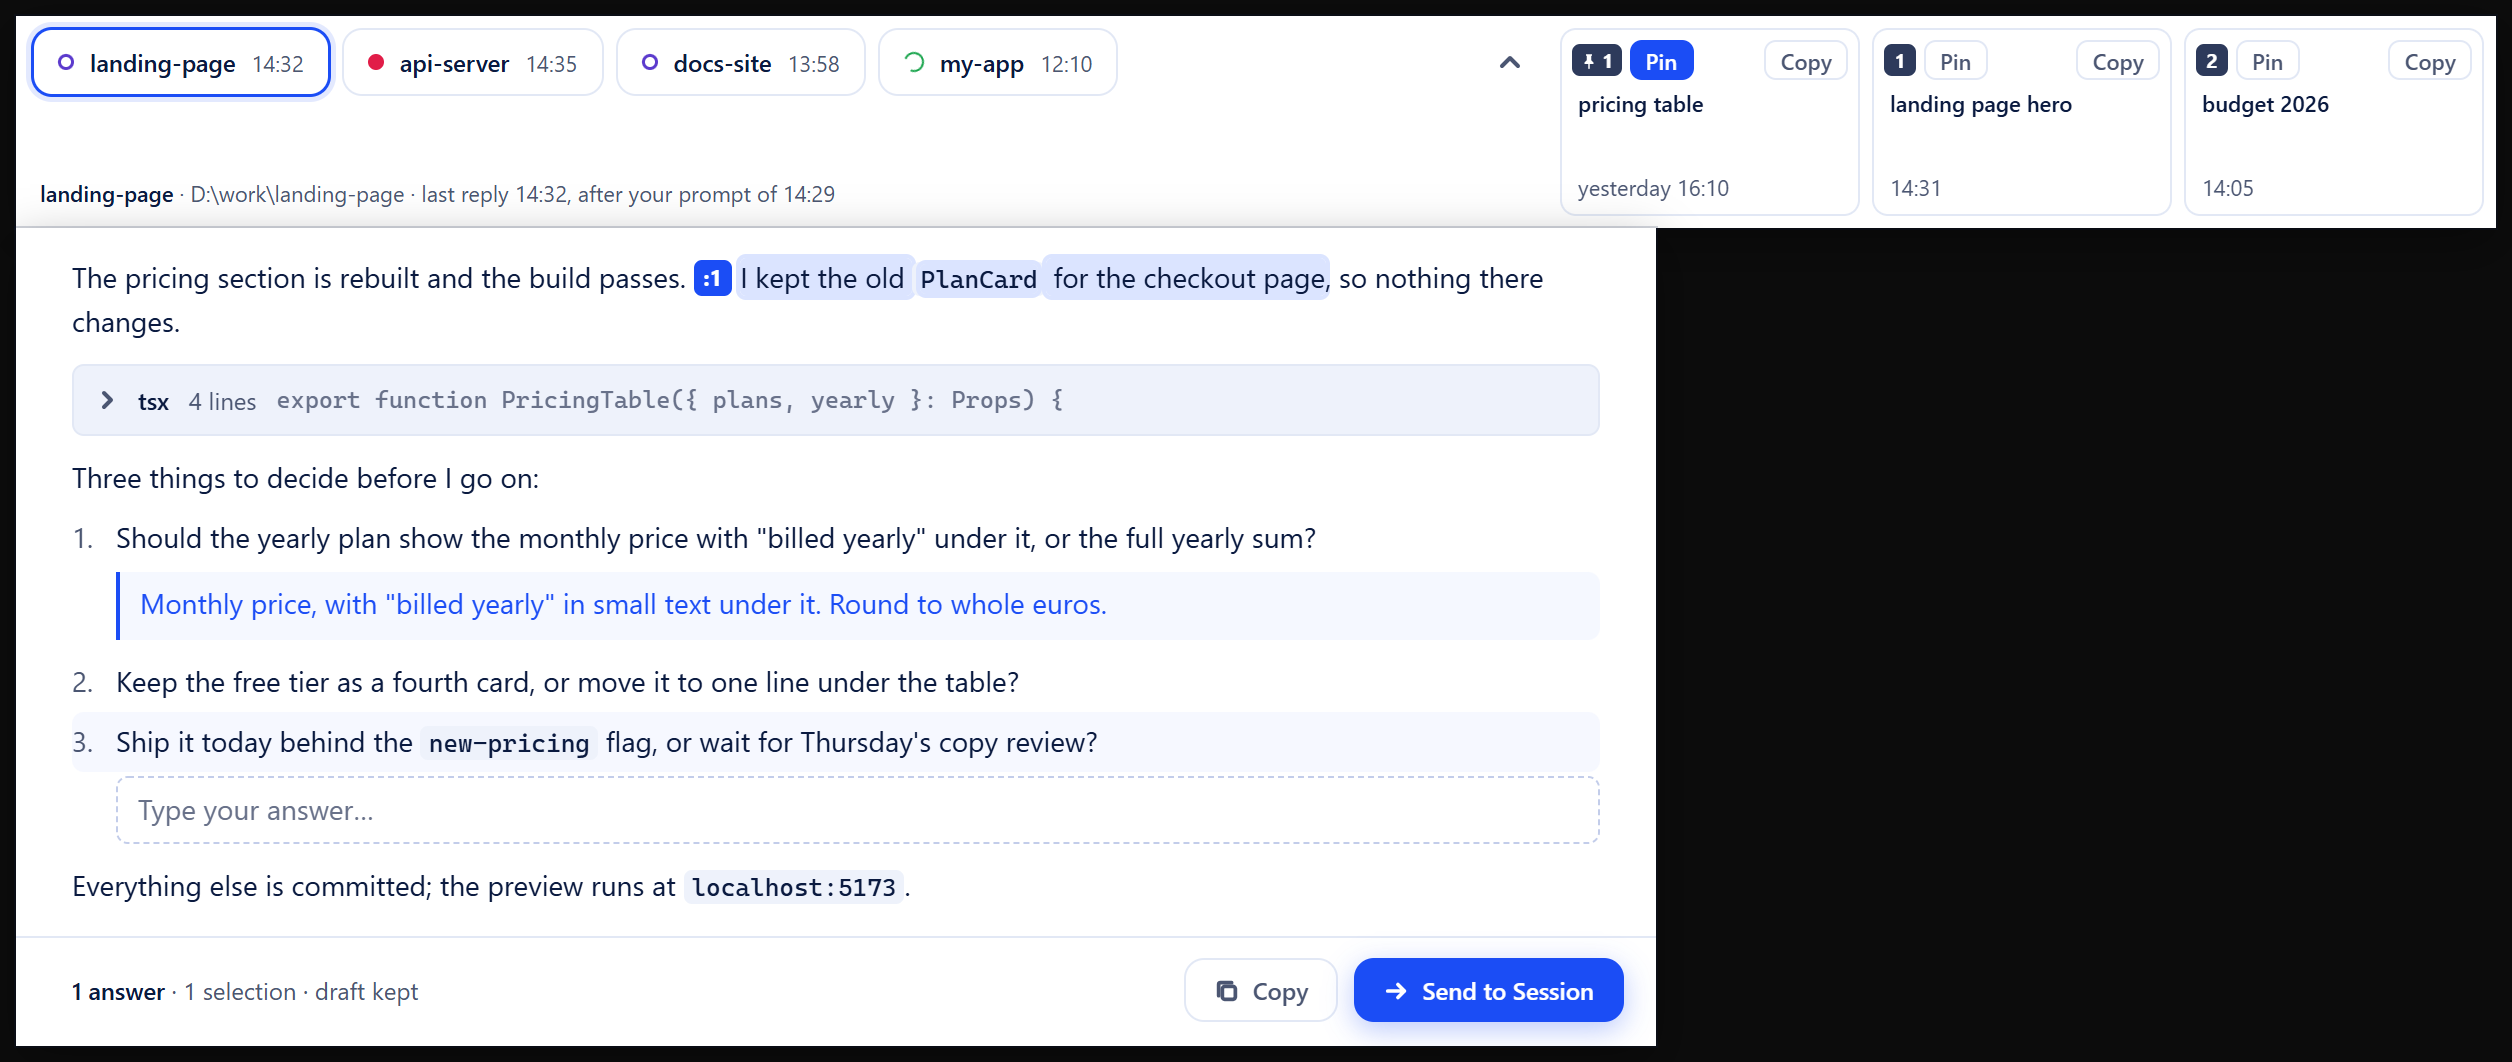 landing-page 14:32
api-server 14:35
docs-site 13:58
my-app 12:10
1 Pin Copy
pricing table
yesterday 16:10
1 Pin Copy
landing page hero
14:31
2 Pin Copy
budget 2026
14:05
landing-page · D:\work\landing-page · last reply 14:32, after your prompt of 14:29
The pricing section is rebuilt and the build passes. :1 I kept the old PlanCard for the checkout page, so nothing there
changes.
tsx 4 lines export function PricingTable({ plans, yearly }: Props) {
Three things to decide before I go on:
1. Should the yearly plan show the monthly price with "billed yearly" under it, or the full yearly sum?
Monthly price, with "billed yearly" in small text under it. Round to whole euros.
2. Keep the free tier as a fourth card, or move it to one line under the table?
3. Ship it today behind the new-pricing flag, or wait for Thursday's copy review?
Type your answer...
Everything else is committed; the preview runs at localhost:5173.
1 answer · 1 selection · draft kept
Copy
Send to Session